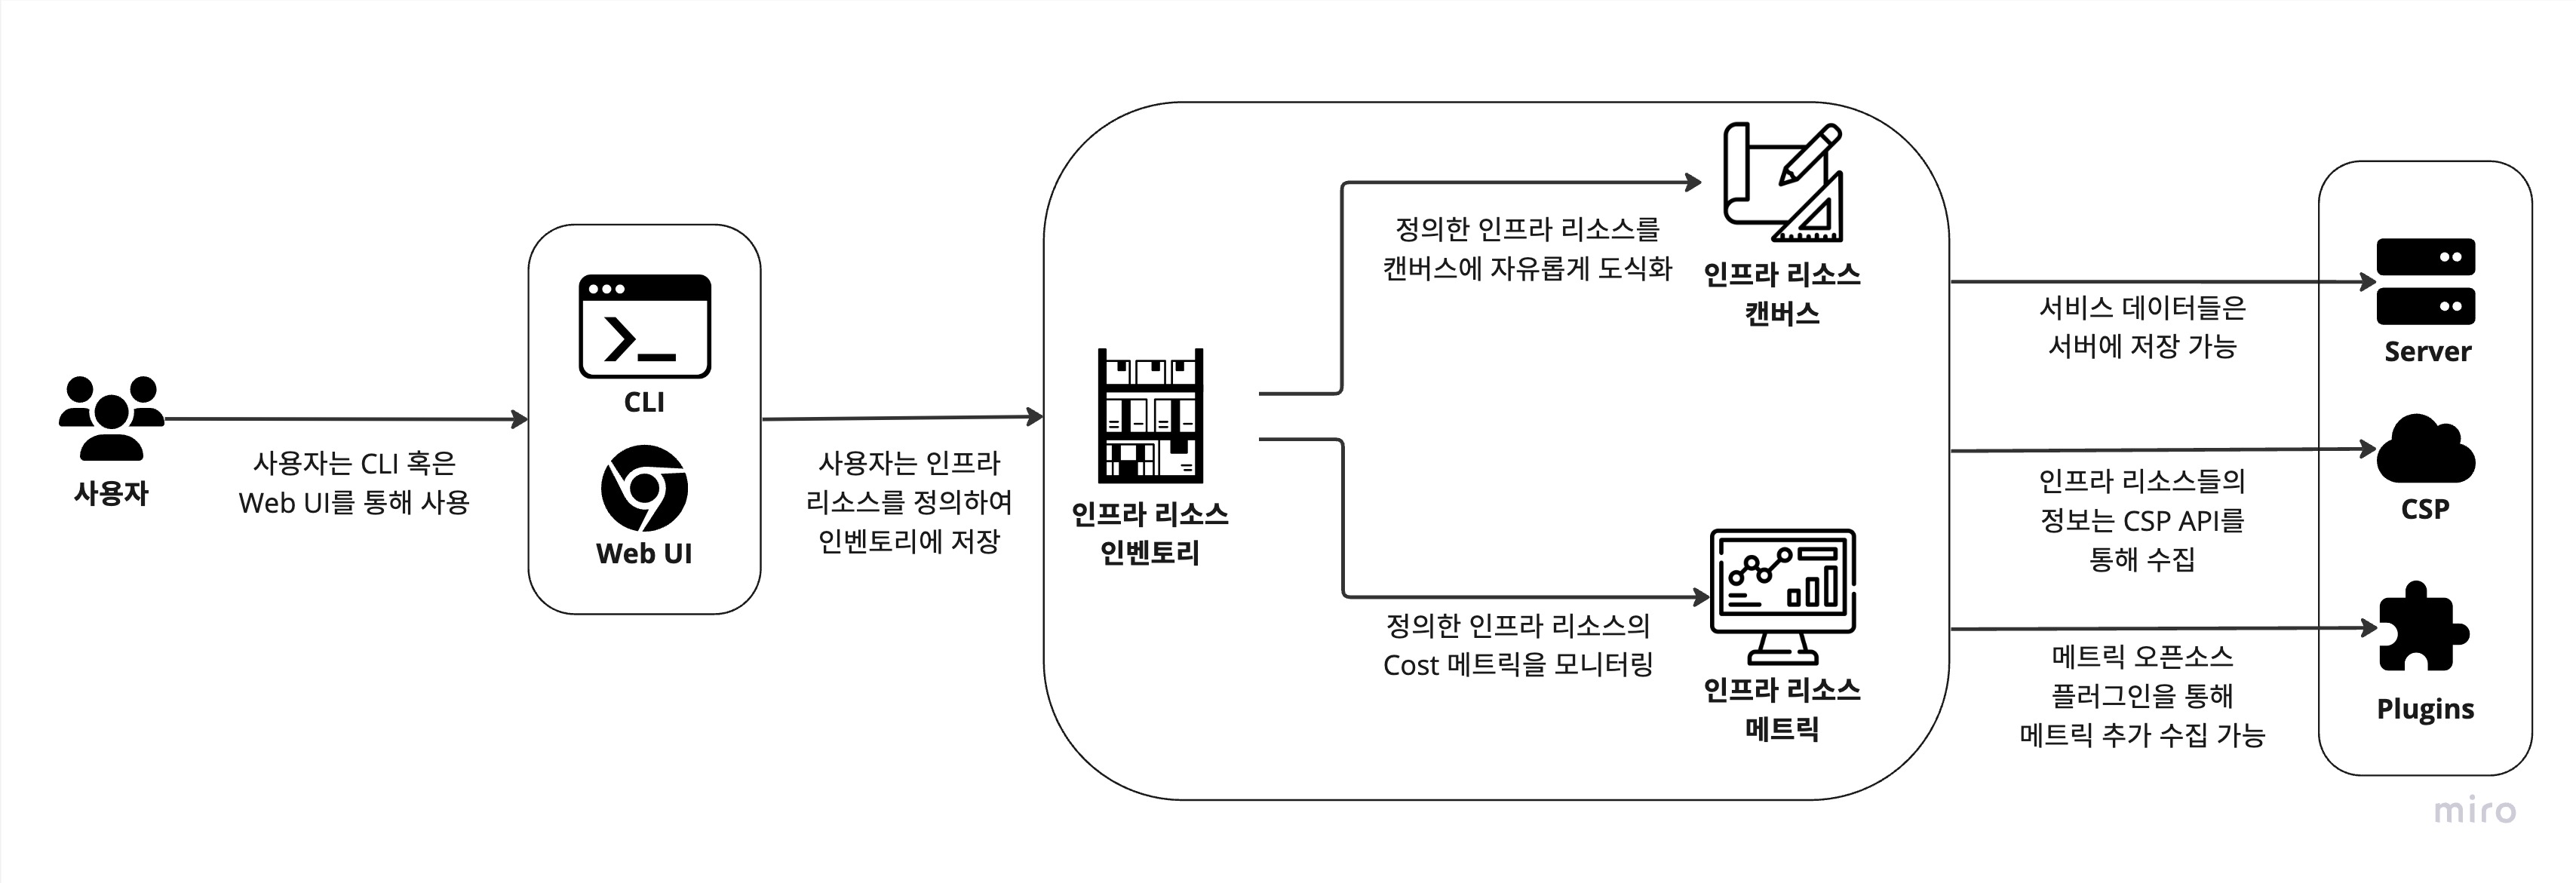 사용자
사용자는 CLI 혹은
Web UI를 통해 사용
CLI
Web UI
사용자는 인프라
리소스를 정의하여
인벤토리에 저장
인프라 리소스
인벤토리
정의한 인프라 리소스를
캔버스에 자유롭게 도식화
인프라 리소스
캔버스
정의한 인프라 리소스의
Cost 메트릭을 모니터링
인프라 리소스
메트릭
서비스 데이터들은
서버에 저장 가능
Server
인프라 리소스들의
정보는 CSP API를
통해 수집
CSP
메트릭 오픈소스
플러그인을 통해
메트릭 추가 수집 가능
Plugins
miro